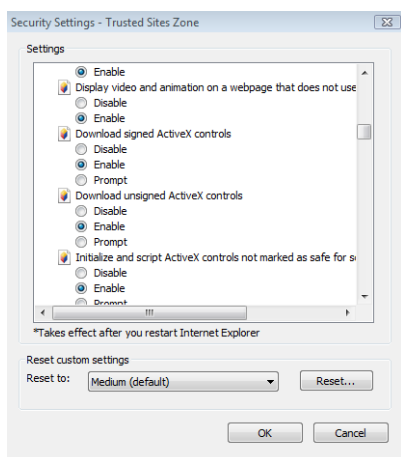 Security Settings - Trusted Sites Zone
Settings
Enable
Display video and animation on a webpage that does not use
Disable
Enable
Download signed ActiveX controls
Disable
Enable
Prompt
Download unsigned ActiveX controls
Disable
Enable
Prompt
Initialize and script ActiveX controls not marked as safe for
Disable
Enable
Prompt
*Takes effect after you restart Internet Explorer
Reset custom settings
Reset to: Medium (default) Reset...
OK Cancel